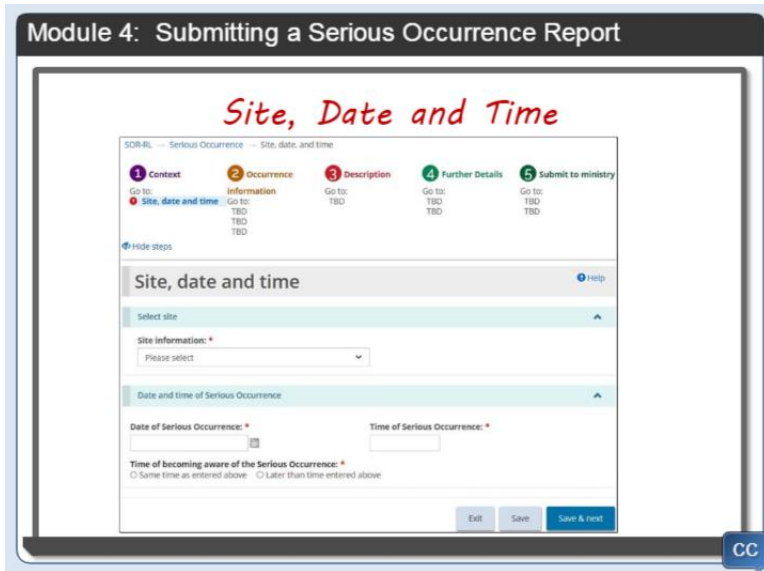 Module 4: Submitting a Serious Occurrence Report
Site, Date and Time
SOR-RL — Serious Occurrence — Site, date, and time
1 Context 2 Occurrence information 3 Description 4 Further Details 5 Submit to ministry
Go to: Go to: Go to: Go to: Go to:
Site, date and time TBD TBD TBD TBD
TBD TBD TBD
TBD
Hide steps
Site, date and time ? Help
Select site
Site information: *
Please select
Date and time of Serious Occurrence
Date of Serious Occurrence: * Time of Serious Occurrence: *
Time of becoming aware of the Serious Occurrence: *
Same time as entered above Later than time entered above
Exit Save Save & next
CC